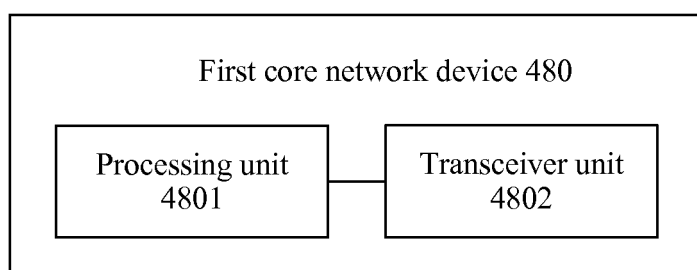 First core network device 480
Processing unit
4801
Transceiver unit
4802